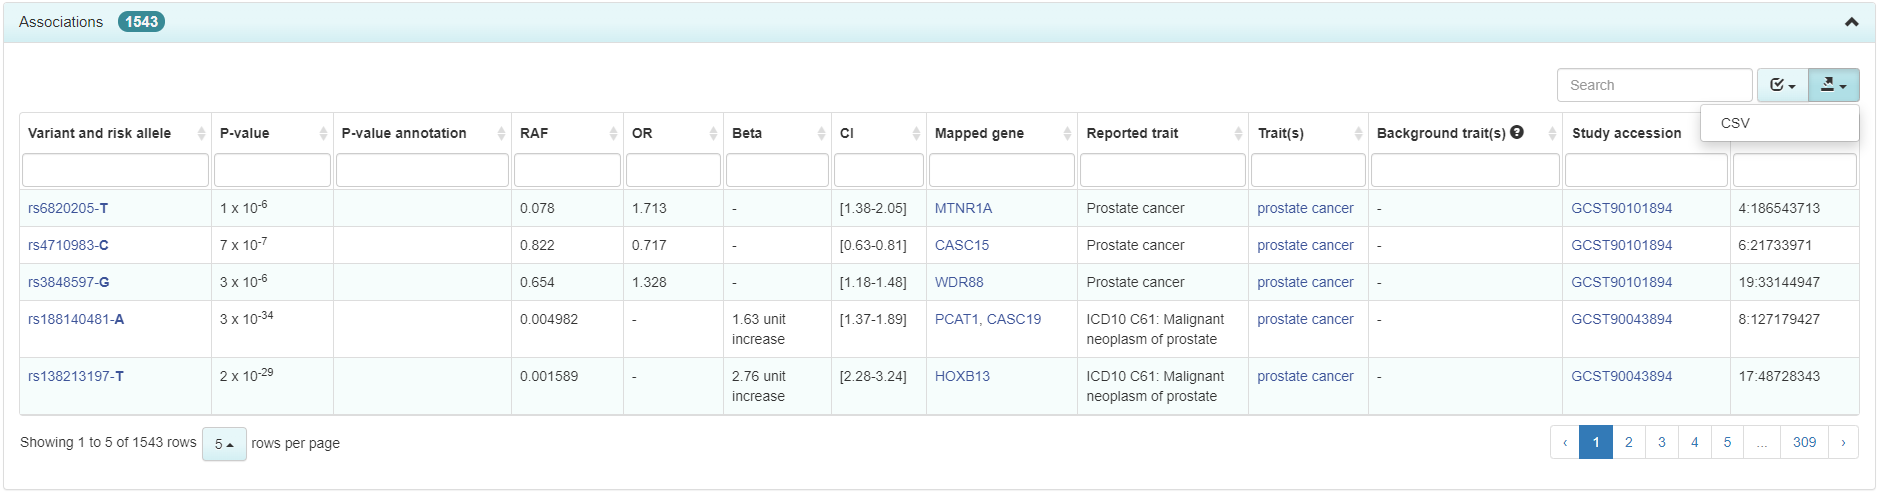 Associations 1543
Search
CSV
Variant and risk allele P-value P-value annotation RAF OR Beta CI Mapped gene Reported trait Trait(s) Background trait(s) ? Study accession
rs6820205-T 1 x 10-6 0.078 1.713 - [1.38-2.05] MTNR1A Prostate cancer prostate cancer - GCST90101894 4:186543713
rs4710983-C 7 x 10-7 0.822 0.717 - [0.63-0.81] CASC15 Prostate cancer prostate cancer - GCST90101894 6:21733971
rs3848597-G 3 x 10-6 0.654 1.328 - [1.18-1.48] WDR88 Prostate cancer prostate cancer - GCST90101894 19:33144947
rs188140481-A 3 x 10-34 0.004982 - 1.63 unit [1.37-1.89] PCAT1, CASC19 ICD10 C61: Malignant prostate cancer - GCST90043894 8:127179427
increase neoplasm of prostate
rs138213197-T 2 x 10-29 0.001589 - 2.76 unit [2.28-3.24] HOXB13 ICD10 C61: Malignant prostate cancer - GCST90043894 17:48728343
increase neoplasm of prostate
Showing 1 to 5 of 1543 rows 5 rows per page ‹ 1 2 3 4 5 ... 309 ›